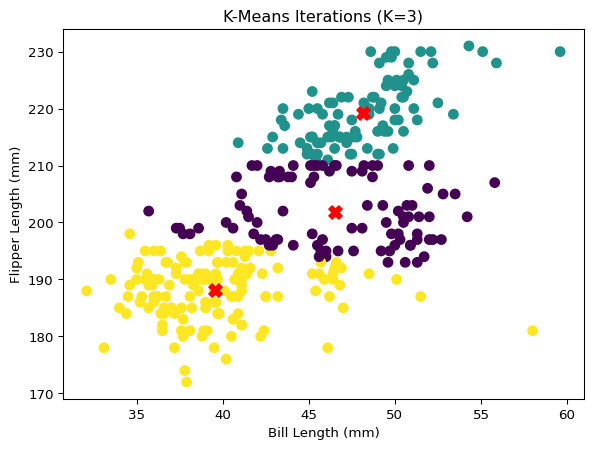 K-Means Iterations (K=3)
Flipper Length (mm)
230
220
210
200
190
180
170
35 40 45 50 55 60
Bill Length (mm)